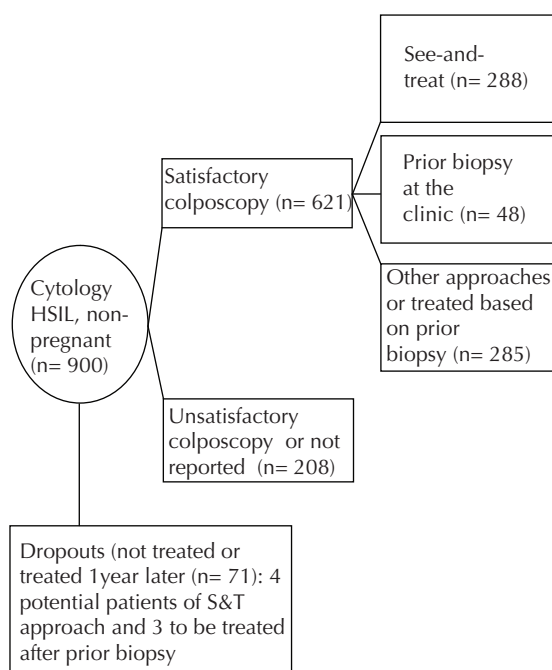 See-and-
treat (n= 288)
Satisfactory
colposcopy (n= 621)
Prior biopsy
at the
clinic (n= 48)
Cytology
HSIL, non-
pregnant
(n= 900)
Other approaches
or treated based
on prior
biopsy (n= 285)
Unsatisfactory
colposcopy or not
reported (n= 208)
Dropouts (not treated or
treated 1year later (n= 71): 4
potential patients of S&T
approach and 3 to be treated
after prior biopsy